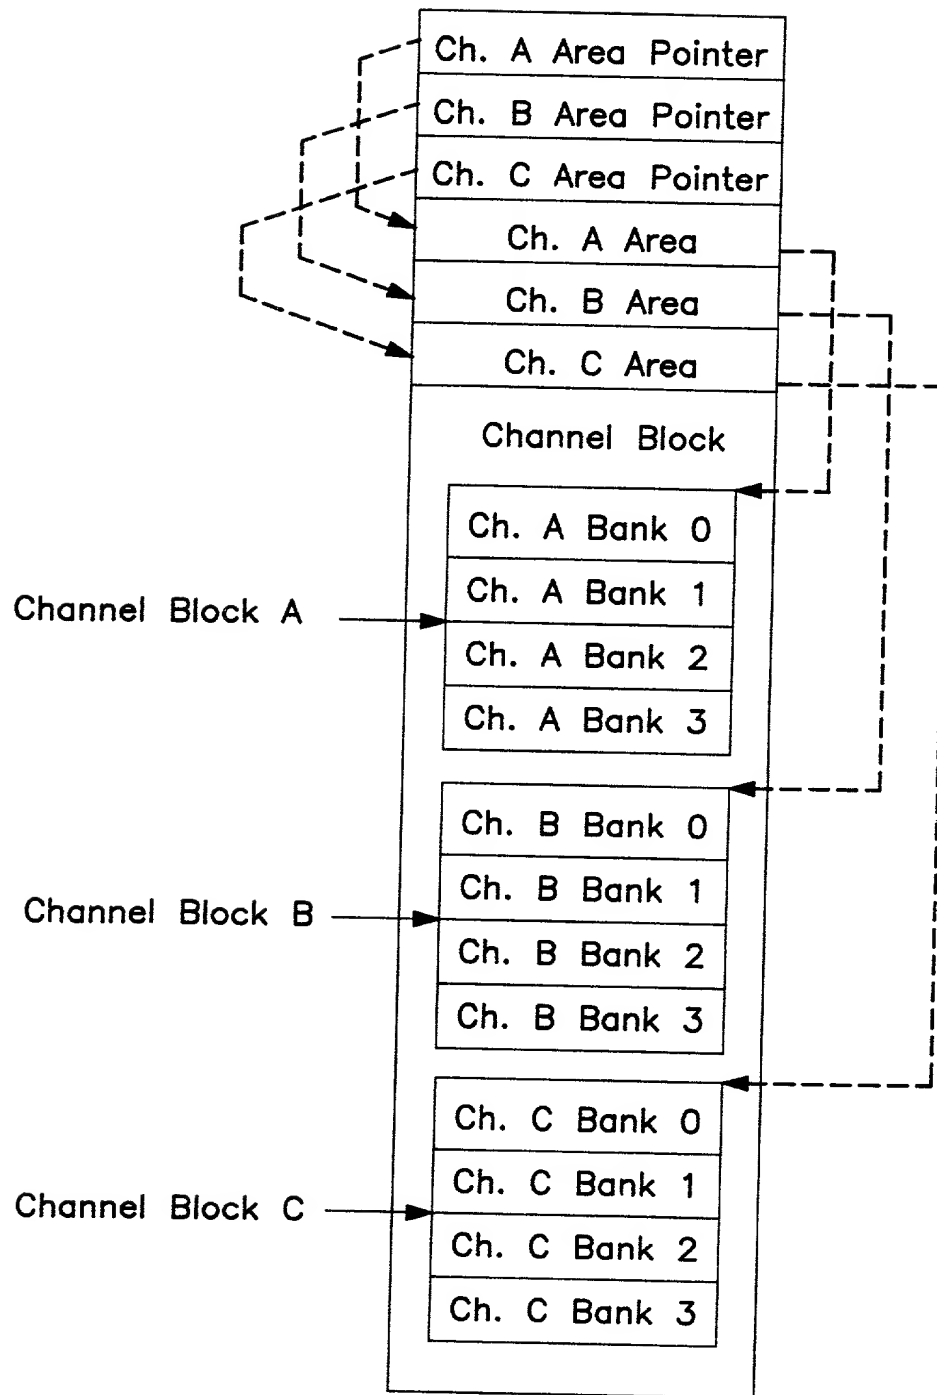 Ch. A Area Pointer
Ch. B Area Pointer
Ch. C Area Pointer
Ch. A Area
Ch. B Area
Ch. C Area
Channel Block
Ch. A Bank 0
Ch. A Bank 1
Channel Block A
Ch. A Bank 2
Ch. A Bank 3
Ch. B Bank 0
Ch. B Bank 1
Channel Block B
Ch. B Bank 2
Ch. B Bank 3
Ch. C Bank 0
Ch. C Bank 1
Channel Block C
Ch. C Bank 2
Ch. C Bank 3